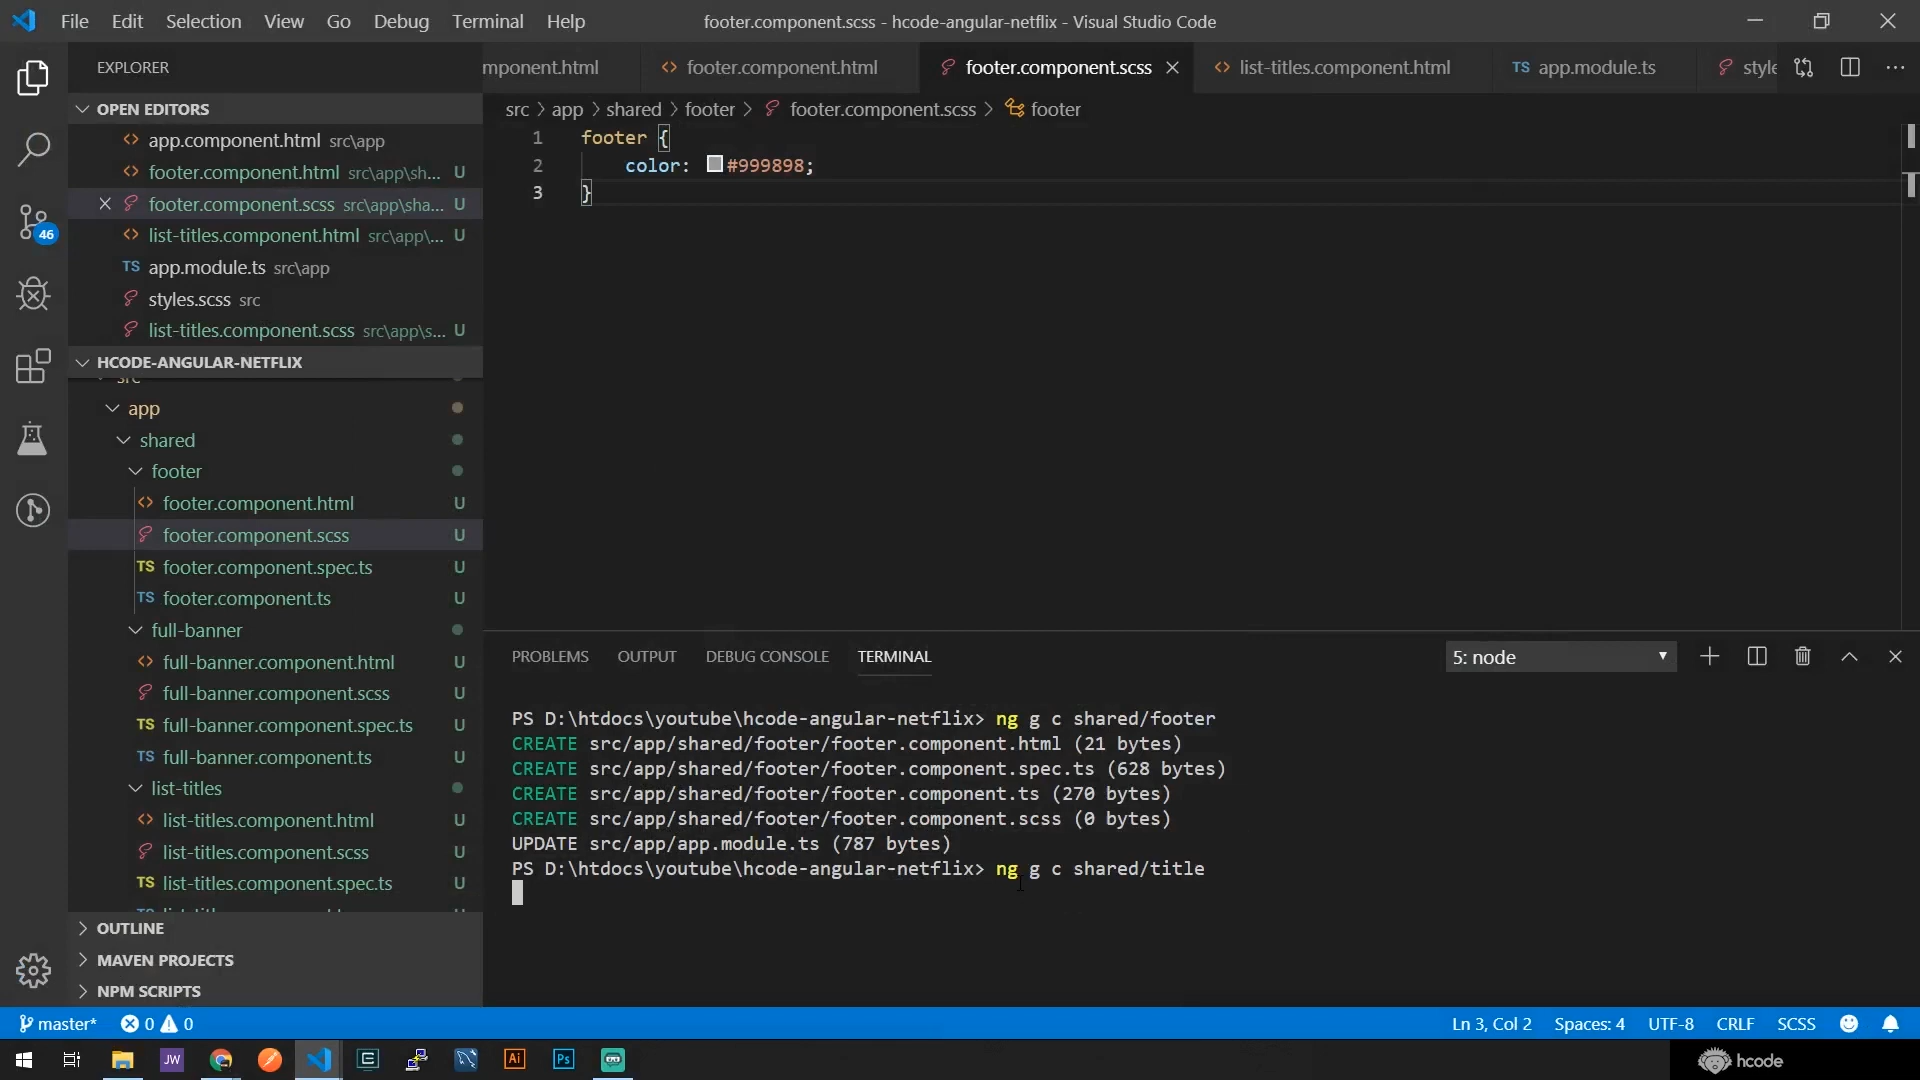 File Edit Selection View Go Debug Terminal Help
footer.component.scss - hcode-angular-netflix - Visual Studio Code
EXPLORER
OPEN EDITORS
app.component.html src\app
footer.component.html src\app\sh... U
footer.component.scss src\app\sha... U
list-titles.component.html src\app\... U
TS app.module.ts src\app
styles.scss src
list-titles.component.scss src\app\s... U
HCODE-ANGULAR-NETFLIX
src
app
shared
footer
footer.component.html U
footer.component.scss U
TS footer.component.spec.ts U
TS footer.component.ts U
full-banner
full-banner.component.html U
full-banner.component.scss U
TS full-banner.component.spec.ts U
TS full-banner.component.ts U
list-titles
list-titles.component.html U
list-titles.component.scss U
TS list-titles.component.spec.ts U
OUTLINE
MAVEN PROJECTS
NPM SCRIPTS
46
mponent.html footer.component.html footer.component.scss list-titles.component.html TS app.module.ts style
src > app > shared > footer > footer.component.scss > footer
1 footer {
2 color: #999898;
3 }
PROBLEMS OUTPUT DEBUG CONSOLE TERMINAL 5: node
PS D:\htdocs\youtube\hcode-angular-netflix> ng g c shared/footer
CREATE src/app/shared/footer/footer.component.html (21 bytes)
CREATE src/app/shared/footer/footer.component.spec.ts (628 bytes)
CREATE src/app/shared/footer/footer.component.ts (270 bytes)
CREATE src/app/shared/footer/footer.component.scss (0 bytes)
UPDATE src/app/app.module.ts (787 bytes)
PS D:\htdocs\youtube\hcode-angular-netflix> ng g c shared/title
master* 0 0 Ln 3, Col 2 Spaces: 4 UTF-8 CRLF SCSS
JW Ai Ps hcode